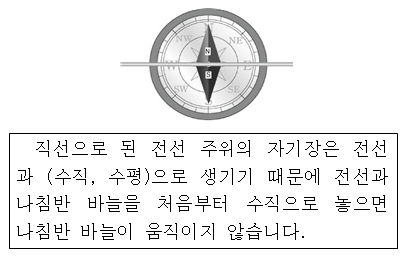 NW NE
N
W E
S
SW SE
직선으로 된 전선 주위의 자기장은 전선
과 (수직, 수평)으로 생기기 때문에 전선과
나침반 바늘을 처음부터 수직으로 놓으면
나침반 바늘이 움직이지 않습니다.